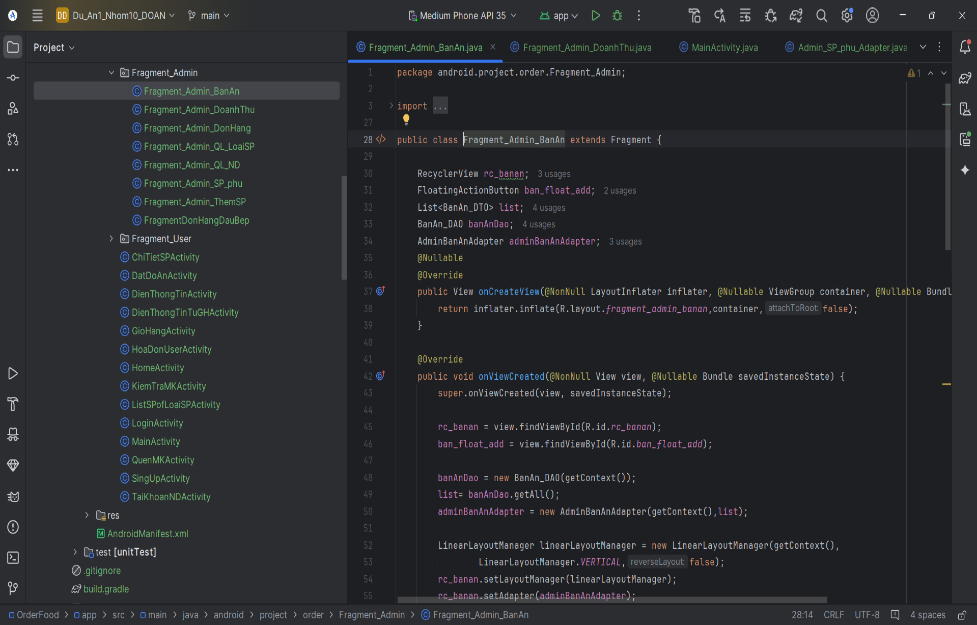 DD Du_An1_Nhom10_DOAN main Medium Phone API 35 app
Project
Fragment_Admin_BanAn.java Fragment_Admin_DoanhThu.java MainActivity.java Admin_SP_phu_Adapter.java
Fragment_Admin
Fragment_Admin_BanAn
Fragment_Admin_DoanhThu
Fragment_Admin_DonHang
Fragment_Admin_QL_LoaiSP
Fragment_Admin_QL_ND
Fragment_Admin_SP_phu
Fragment_Admin_ThemSP
FragmentDonHangDauBep
Fragment_User
ChiTietSPActivity
DatDoAnActivity
DienThongTinActivity
DienThongTinTuGHActivity
GioHangActivity
HoaDonUserActivity
HomeActivity
KiemTraMKActivity
ListSPofLoaiSPActivity
LoginActivity
MainActivity
QuenMKActivity
SingUpActivity
TaiKhoanNDActivity
res
AndroidManifest.xml
test [unitTest]
.gitignore
build.gradle
1 package android.project.order.Fragment_Admin; 1
2
3 import ...
27
28 public class Fragment_Admin_BanAn extends Fragment {
29
30 RecyclerView rc_banan; 3 usages
31 FloatingActionButton ban_float_add; 2 usages
32 List<BanAn_DTO> list; 4 usages
33 BanAn_DAO banAnDao; 4 usages
34 AdminBanAnAdapter adminBanAnAdapter; 3 usages
35 @Nullable
36 @Override
37 public View onCreateView(@NonNull LayoutInflater inflater, @Nullable ViewGroup container, @Nullable Bund
38 return inflater.inflate(R.layout.fragment_admin_banan,container, attachToRoot false);
39 }
40
41 @Override
42 public void onViewCreated(@NonNull View view, @Nullable Bundle savedInstanceState) {
43 super.onViewCreated(view, savedInstanceState);
44
45 rc_banan = view.findViewById(R.id.rc_banan);
46 ban_float_add = view.findViewById(R.id.ban_float_add);
47
48 banAnDao = new BanAn_DAO(getContext());
49 list= banAnDao.getAll();
50 adminBanAnAdapter = new AdminBanAnAdapter(getContext(),list);
51
52 LinearLayoutManager linearLayoutManager = new LinearLayoutManager(getContext(),
53 LinearLayoutManager.VERTICAL, reverseLayout false);
54 rc_banan.setLayoutManager(linearLayoutManager);
55 rc_banan.setAdapter(adminBanAnAdapter);
OrderFood > app > src > main > java > android > project > order > Fragment_Admin > Fragment_Admin_BanAn 28:14 CRLF UTF-8 4 spaces